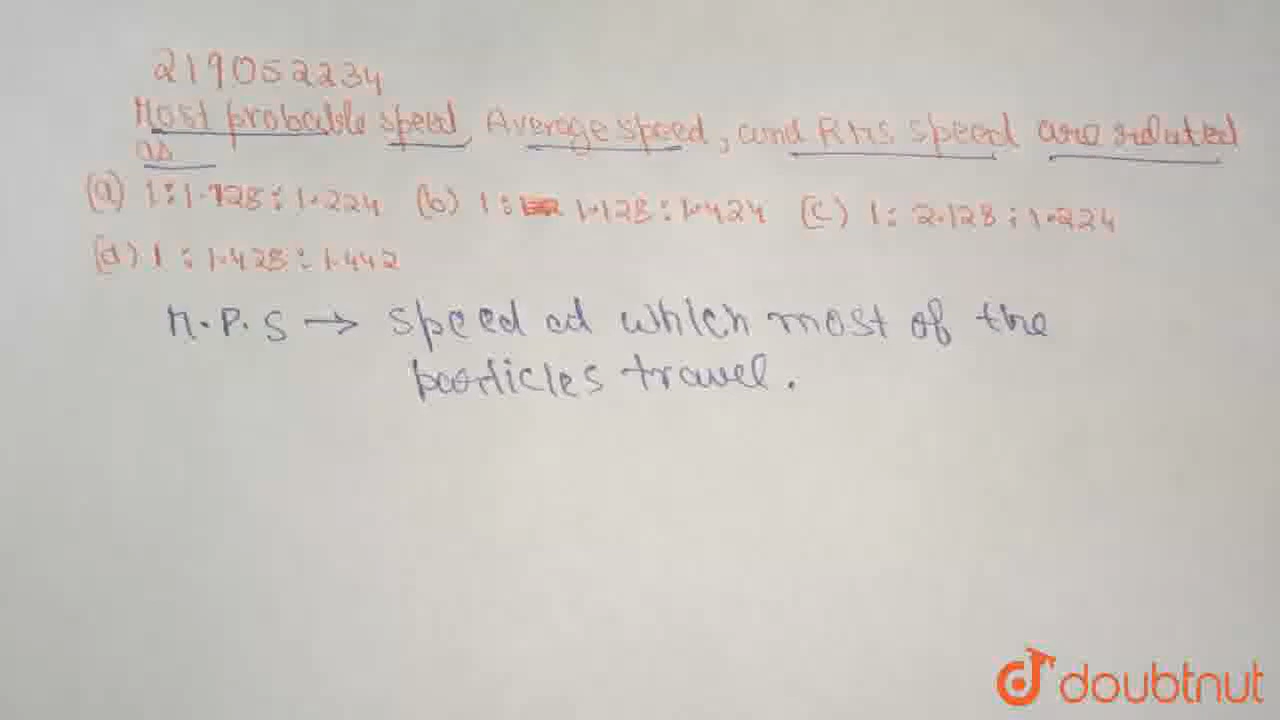 219052234
Most probable speed, Average speed, and RMS speed are related
as
(a) 1 : 1.128 : 1.224 (b) 1 : 1.128 : 1.424 (c) 1 : 2.128 : 1.224
(d) 1 : 1.428 : 1.442
M.P.S → speed at which most of the
particles travel.
doubtnut